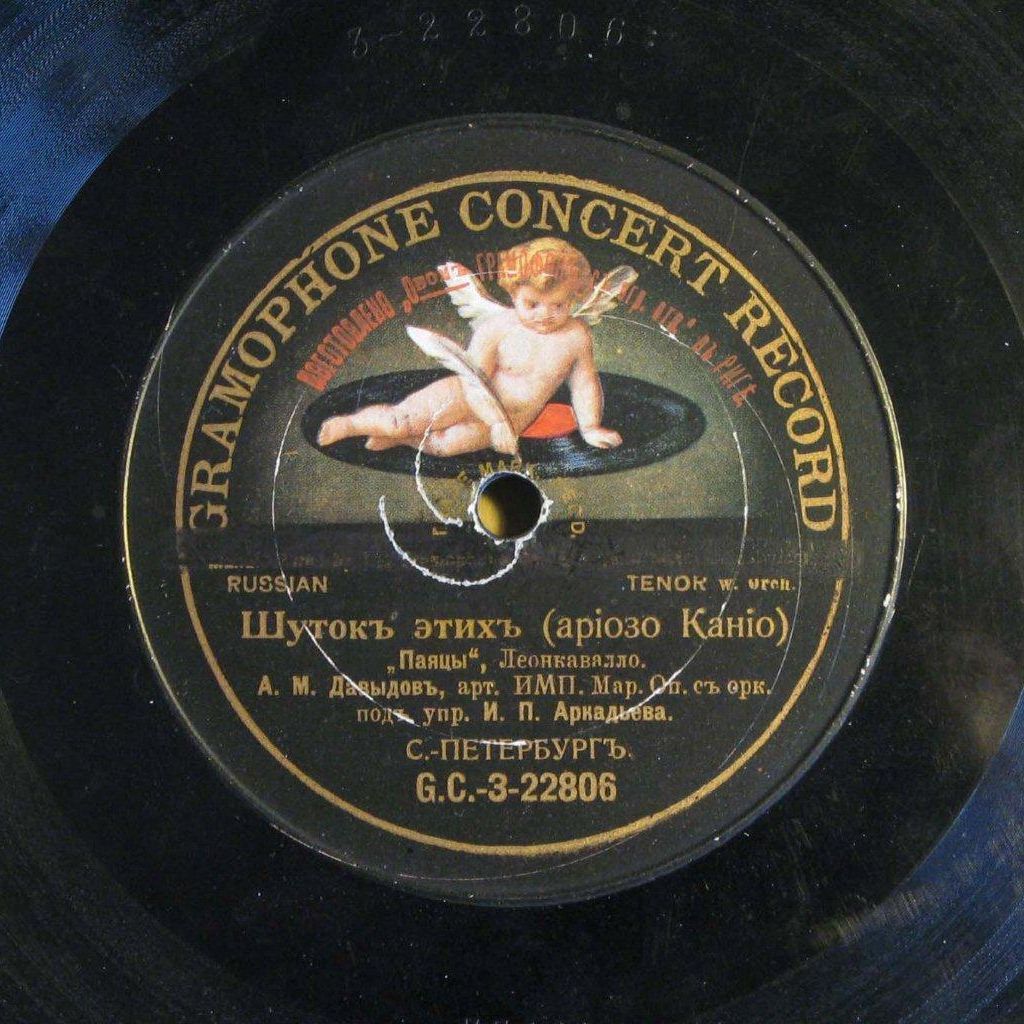 3-22806
GRAMOPHONE CONCERT RECORD
MARK
RUSSIAN
TENOR w. orch.
Шутокъ этихъ (аріозо Каніо)
„Паяцы“, Леонкавалло.
А. М. Давыдовъ, арт. ИМП. Мар. Оп. съ орк.
подъ упр. И. П. Аркадьева.
С.-ПЕТЕРБУРГЪ.
G.C.-3-22806